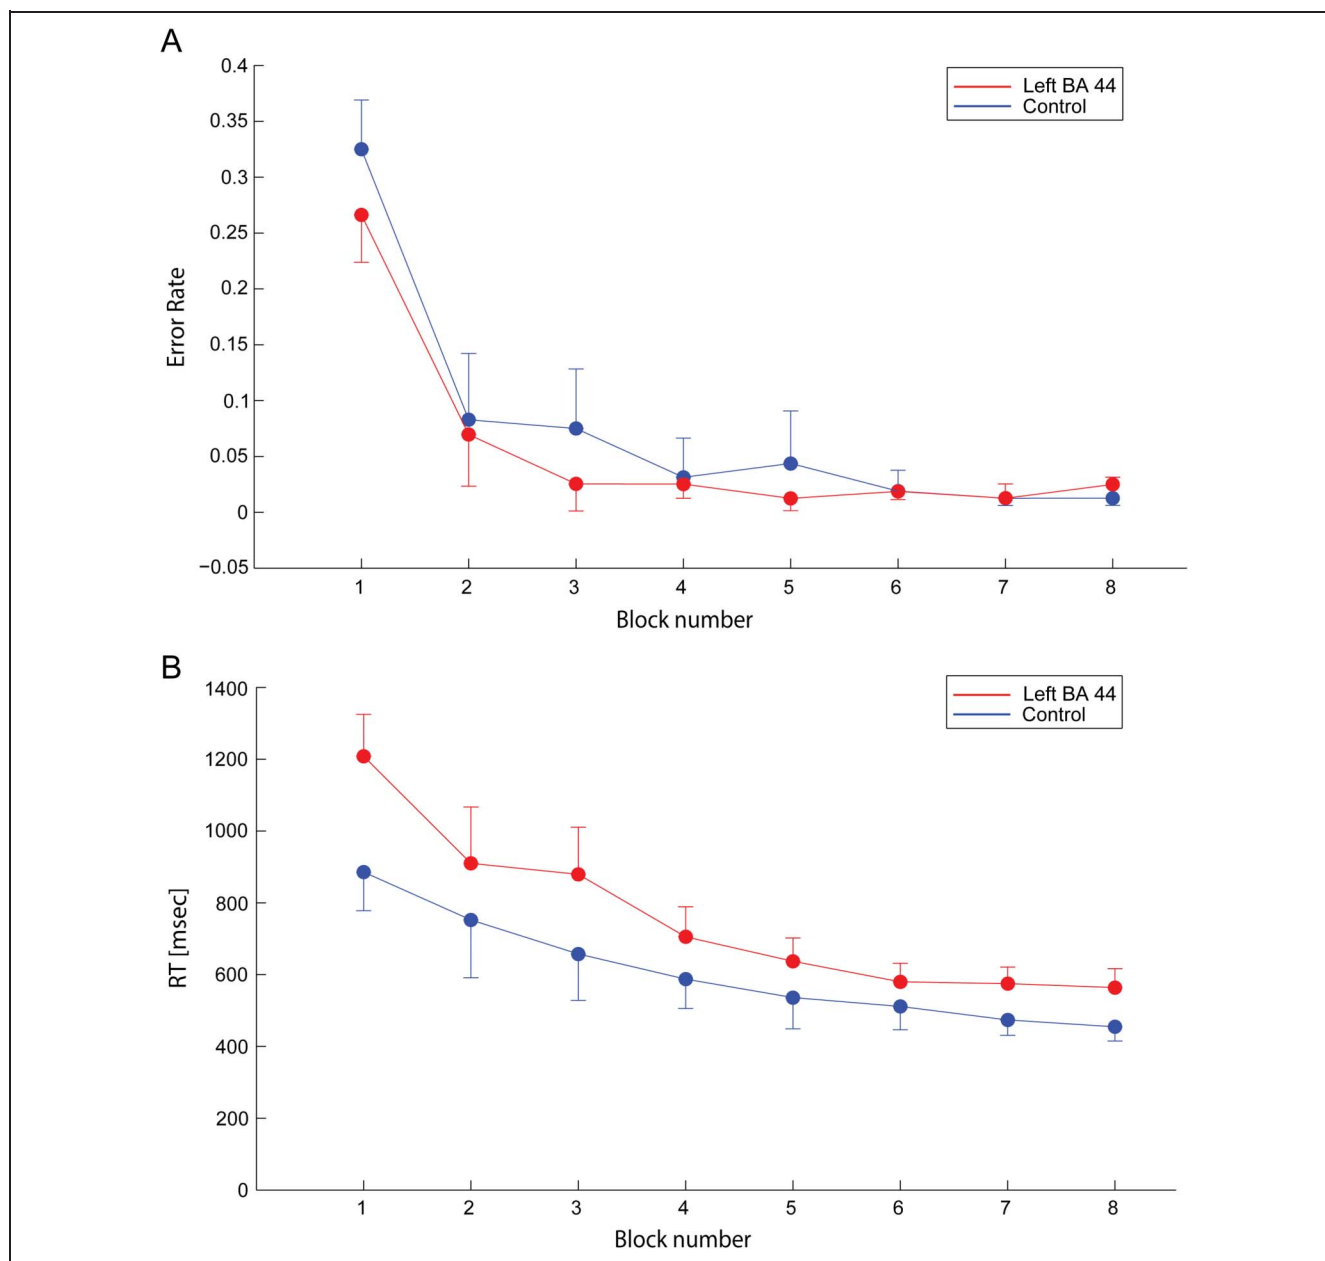 A
0.4
0.35
0.3
0.25
0.2
0.15
0.1
0.05
0
−0.05
Error Rate
Left BA 44
Control
1 2 3 4 5 6 7 8
Block number
B
1400
1200
1000
800
600
400
200
0
RT [msec]
Left BA 44
Control
1 2 3 4 5 6 7 8
Block number